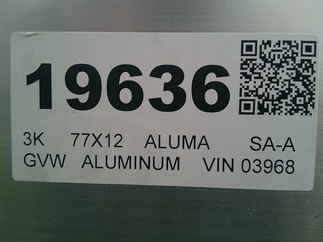 19636
3K 77X12 ALUMA SA-A
GVW ALUMINUM VIN 03968